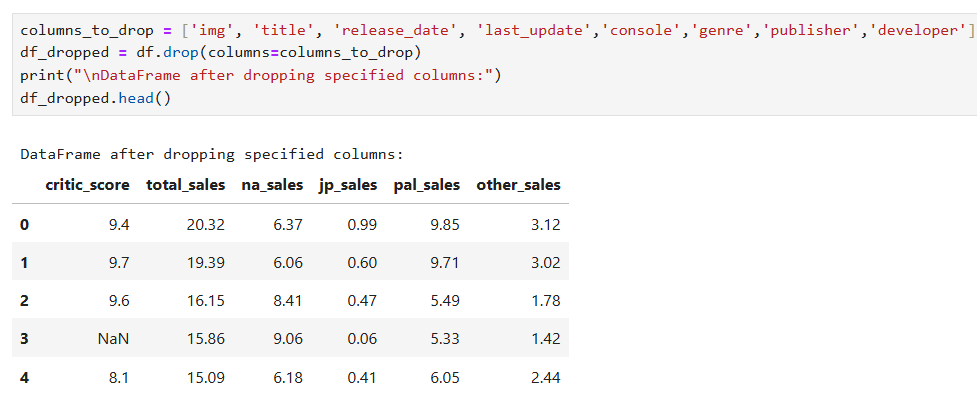 columns_to_drop = ['img', 'title', 'release_date', 'last_update','console','genre','publisher','developer']
df_dropped = df.drop(columns=columns_to_drop)
print("\nDataFrame after dropping specified columns:")
df_dropped.head()
DataFrame after dropping specified columns:
critic_score total_sales na_sales jp_sales pal_sales other_sales
0 9.4 20.32 6.37 0.99 9.85 3.12
1 9.7 19.39 6.06 0.60 9.71 3.02
2 9.6 16.15 8.41 0.47 5.49 1.78
3 NaN 15.86 9.06 0.06 5.33 1.42
4 8.1 15.09 6.18 0.41 6.05 2.44